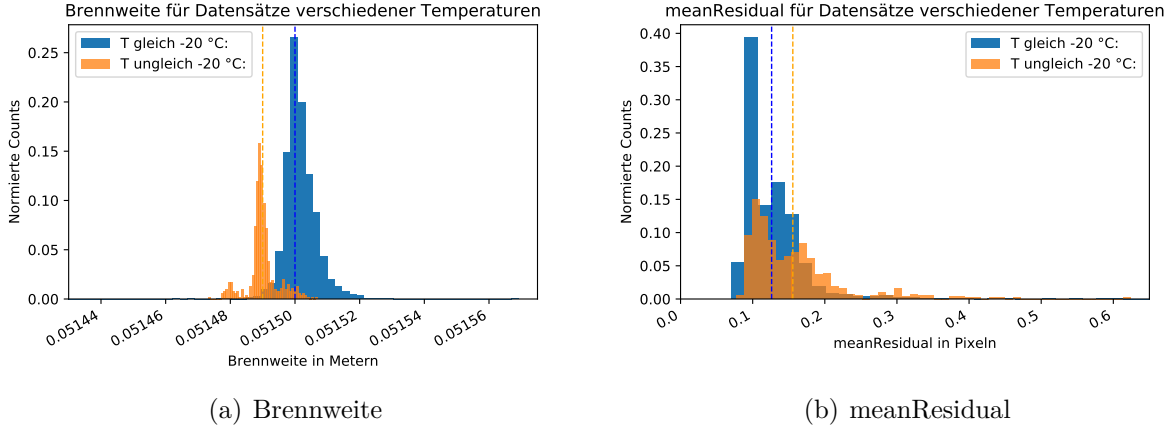 Brennweite für Datensätze verschiedener Temperaturen
T gleich -20 °C:
T ungleich -20 °C:
Normierte Counts
0.25
0.20
0.15
0.10
0.05
0.00
0.05144
0.05146
0.05148
0.05150
0.05152
0.05154
0.05156
Brennweite in Metern
(a) Brennweite
meanResidual für Datensätze verschiedener Temperaturen
T gleich -20 °C:
T ungleich -20 °C:
Normierte Counts
0.40
0.35
0.30
0.25
0.20
0.15
0.10
0.05
0.00
0.0
0.1
0.2
0.3
0.4
0.5
0.6
meanResidual in Pixeln
(b) meanResidual